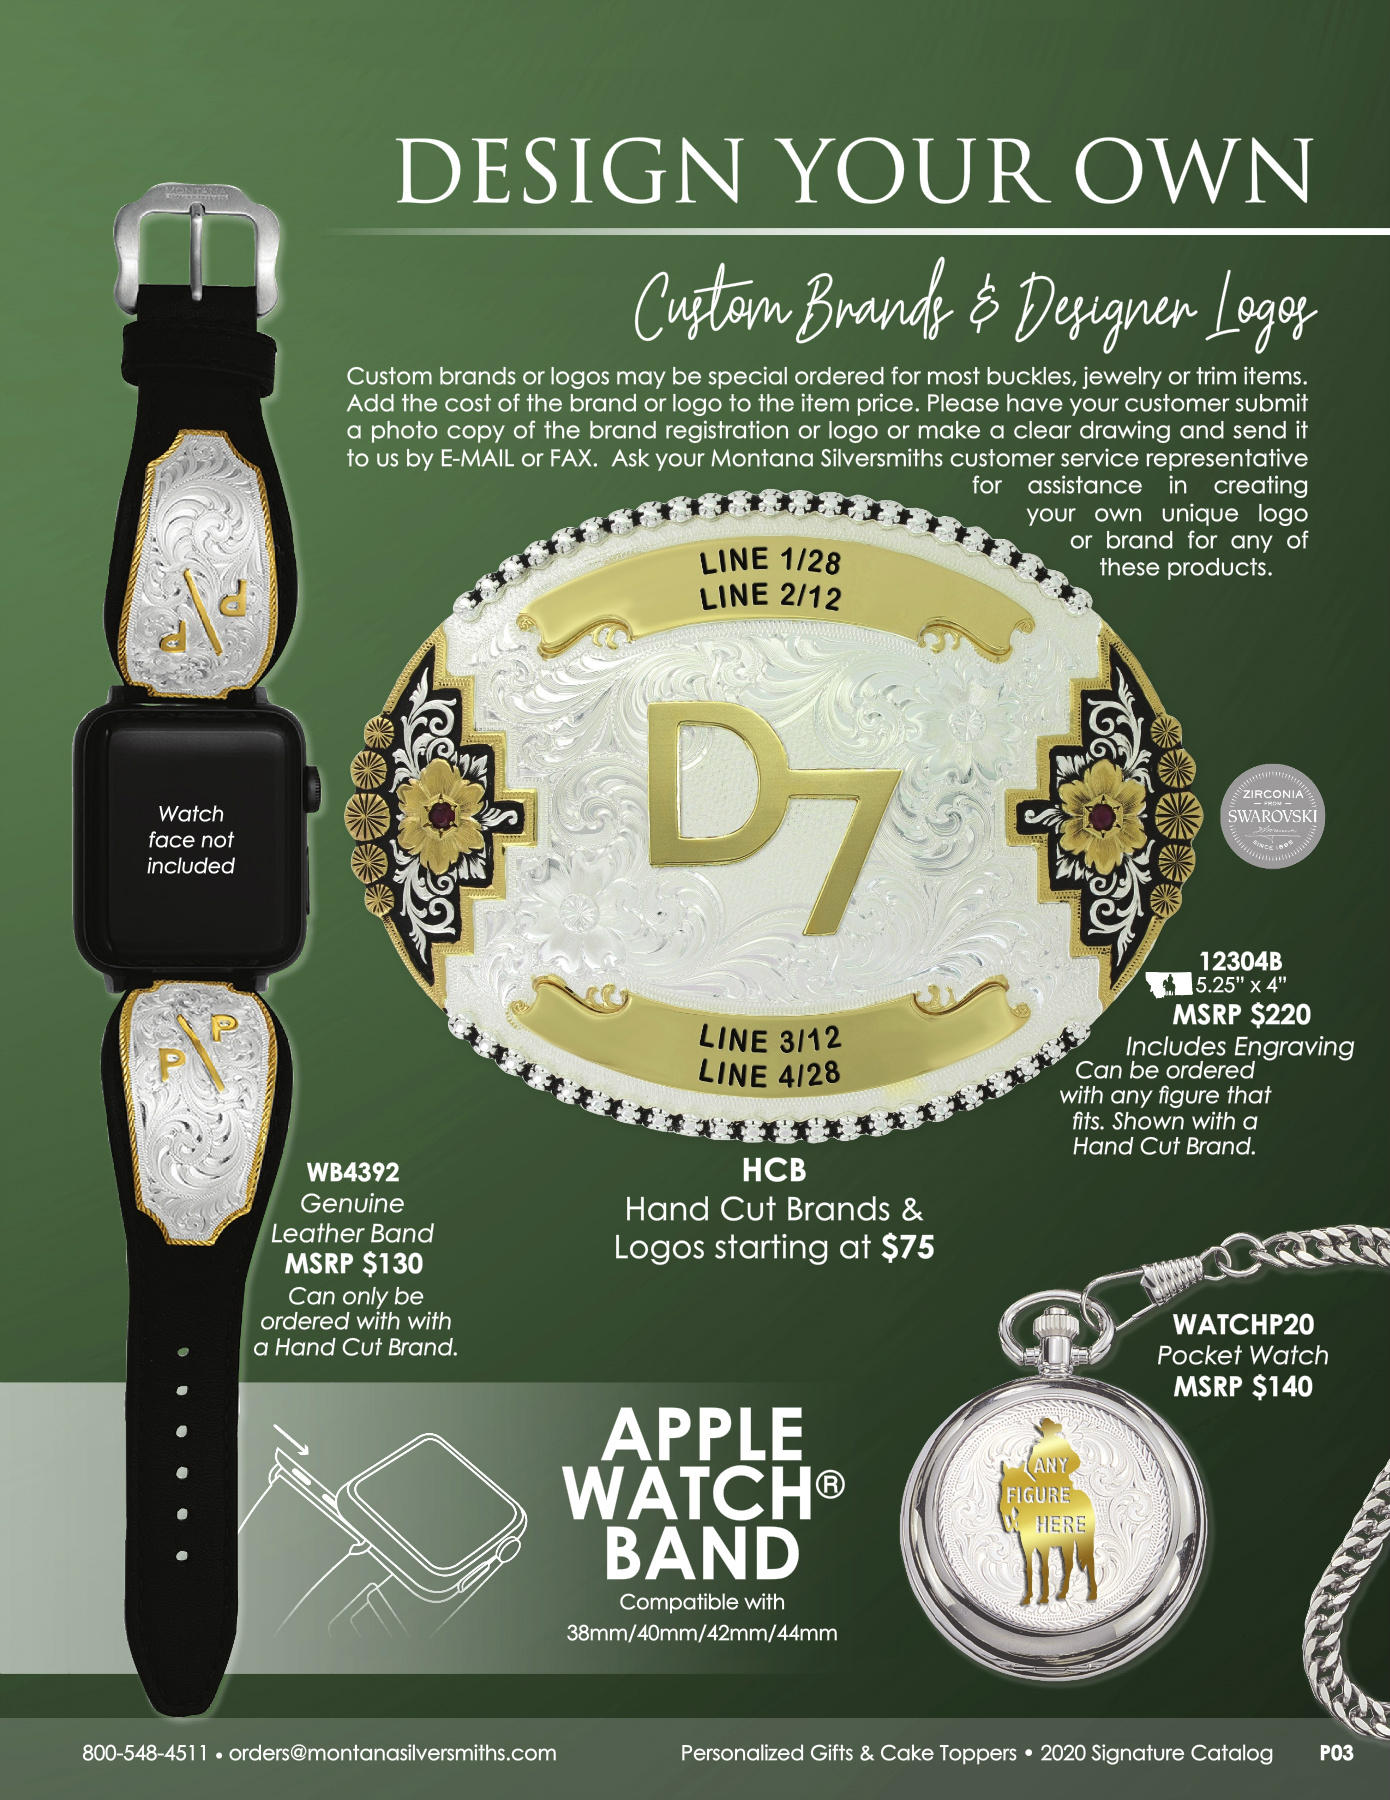 DESIGN YOUR OWN
Custom Brands & Designer Logos
Custom brands or logos may be special ordered for most buckles, jewelry or trim items.
Add the cost of the brand or logo to the item price. Please have your customer submit
a photo copy of the brand registration or logo or make a clear drawing and send it
to us by E-MAIL or FAX. Ask your Montana Silversmiths customer service representative
for assistance in creating
your own unique logo
or brand for any of
these products.
MONTANA
SILVERSMITHS
P/P
Watch
face not
included
P\P
LINE 1/28
LINE 2/12
D7
LINE 3/12
LINE 4/28
ZIRCONIA
FROM
SWAROVSKI
SINCE 1895
12304B
5.25” x 4”
MSRP $220
Includes Engraving
Can be ordered
with any figure that
fits. Shown with a
Hand Cut Brand.
WB4392
Genuine
Leather Band
MSRP $130
Can only be
ordered with with
a Hand Cut Brand.
HCB
Hand Cut Brands &
Logos starting at $75
WATCHP20
Pocket Watch
MSRP $140
ANY
FIGURE
HERE
APPLE
WATCH®
BAND
Compatible with
38mm/40mm/42mm/44mm
800-548-4511 • orders@montanasilversmiths.com
Personalized Gifts & Cake Toppers • 2020 Signature Catalog P03